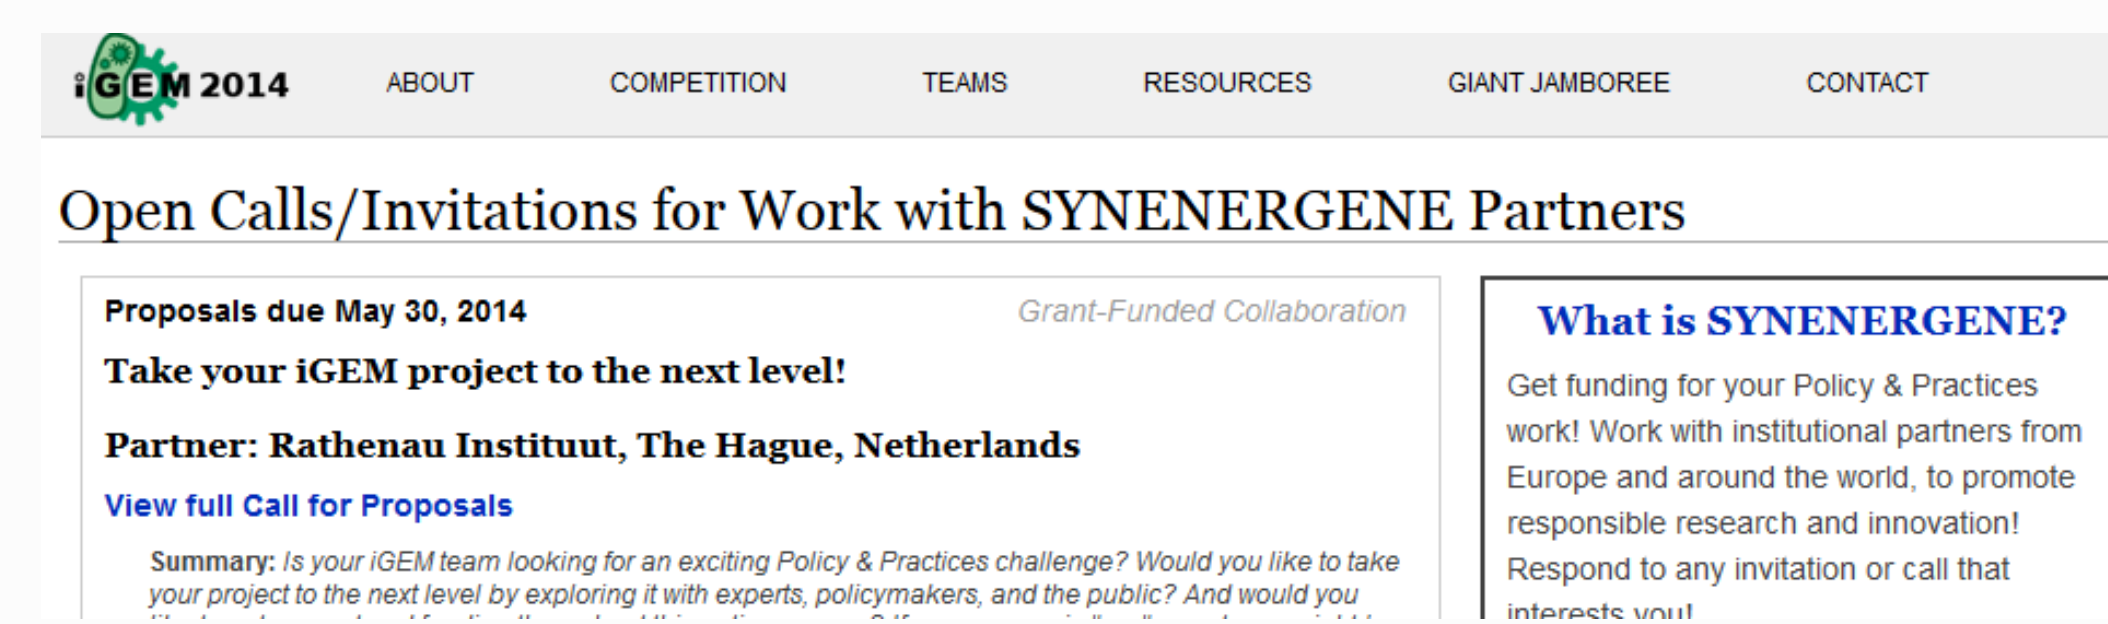 iGEM 2014 ABOUT COMPETITION TEAMS RESOURCES GIANT JAMBOREE CONTACT
Open Calls/Invitations for Work with SYNENERGENE Partners
Proposals due May 30, 2014 Grant-Funded Collaboration
Take your iGEM project to the next level!
Partner: Rathenau Instituut, The Hague, Netherlands
View full Call for Proposals
Summary: Is your iGEM team looking for an exciting Policy & Practices challenge? Would you like to take
your project to the next level by exploring it with experts, policymakers, and the public? And would you
What is SYNENERGENE?
Get funding for your Policy & Practices
work! Work with institutional partners from
Europe and around the world, to promote
responsible research and innovation!
Respond to any invitation or call that
interests you!